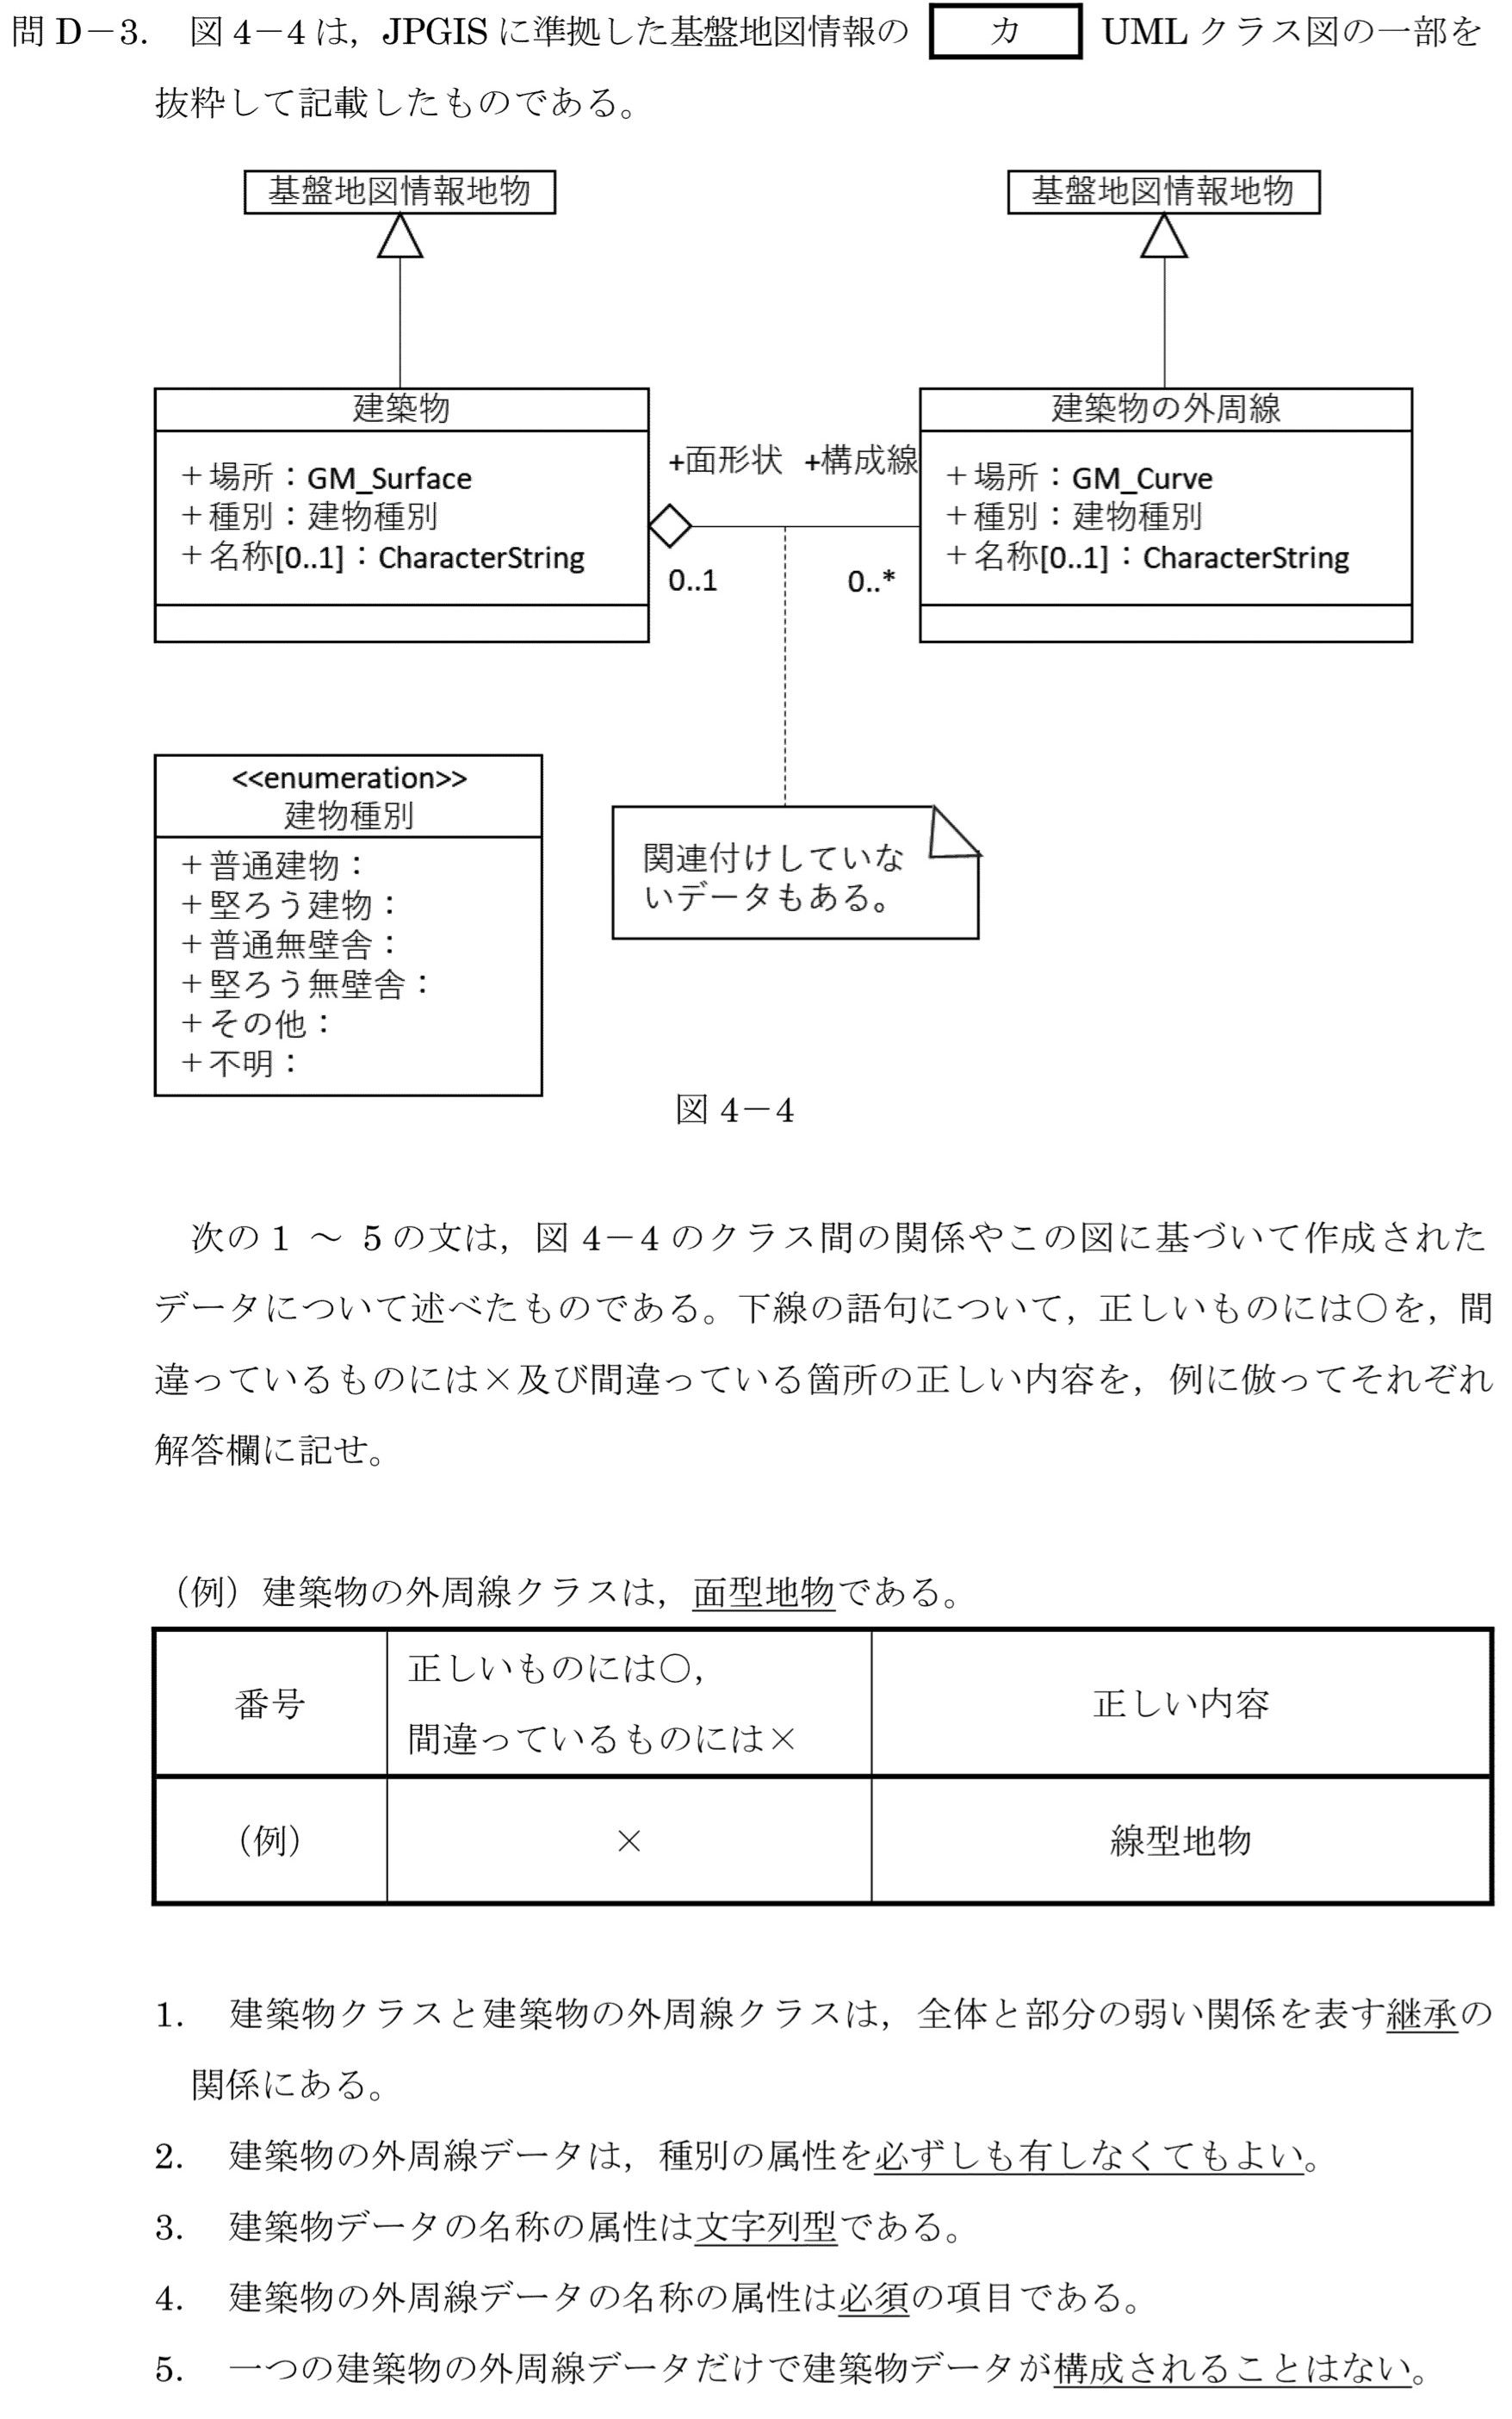 問D－3． 図4－4は，JPGISに準拠した基盤地図情報の カ UMLクラス図の一部を
抜粋して記載したものである。
基盤地図情報地物
基盤地図情報地物
建築物
＋場所：GM_Surface
＋種別：建物種別
＋名称[0..1]：CharacterString
+面形状 +構成線
0..1 0..*
建築物の外周線
＋場所：GM_Curve
＋種別：建物種別
＋名称[0..1]：CharacterString
<<enumeration>>
建物種別
＋普通建物：
＋堅ろう建物：
＋普通無壁舎：
＋堅ろう無壁舎：
＋その他：
＋不明：
関連付けしていな
いデータもある。
図4－4
次の1 ～ 5の文は，図4－4のクラス間の関係やこの図に基づいて作成された
データについて述べたものである。下線の語句について，正しいものには○を，間
違っているものには×及び間違っている箇所の正しい内容を，例に倣ってそれぞれ
解答欄に記せ。
（例）建築物の外周線クラスは，面型地物である。
番号
正しいものには○，
間違っているものには×
正しい内容
（例）
×
線型地物
1． 建築物クラスと建築物の外周線クラスは，全体と部分の弱い関係を表す継承の
関係にある。
2． 建築物の外周線データは，種別の属性を必ずしも有しなくてもよい。
3． 建築物データの名称の属性は文字列型である。
4． 建築物の外周線データの名称の属性は必須の項目である。
5． 一つの建築物の外周線データだけで建築物データが構成されることはない。